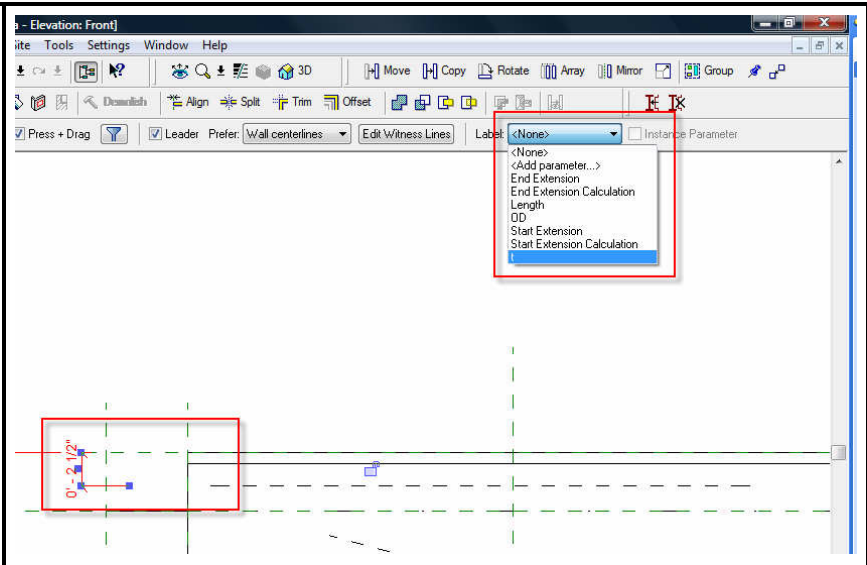 a - Elevation: Front]
Site Tools Settings Window Help
3D Move Copy Rotate Array Mirror Group
Demolish Align Split Trim Offset
Press + Drag Leader Prefer: Wall centerlines Edit Witness Lines Label: <None> Instance Parameter
<None>
<Add parameter...>
End Extension
End Extension Calculation
Length
OD
Start Extension
Start Extension Calculation
t
0' - 2 1/2"